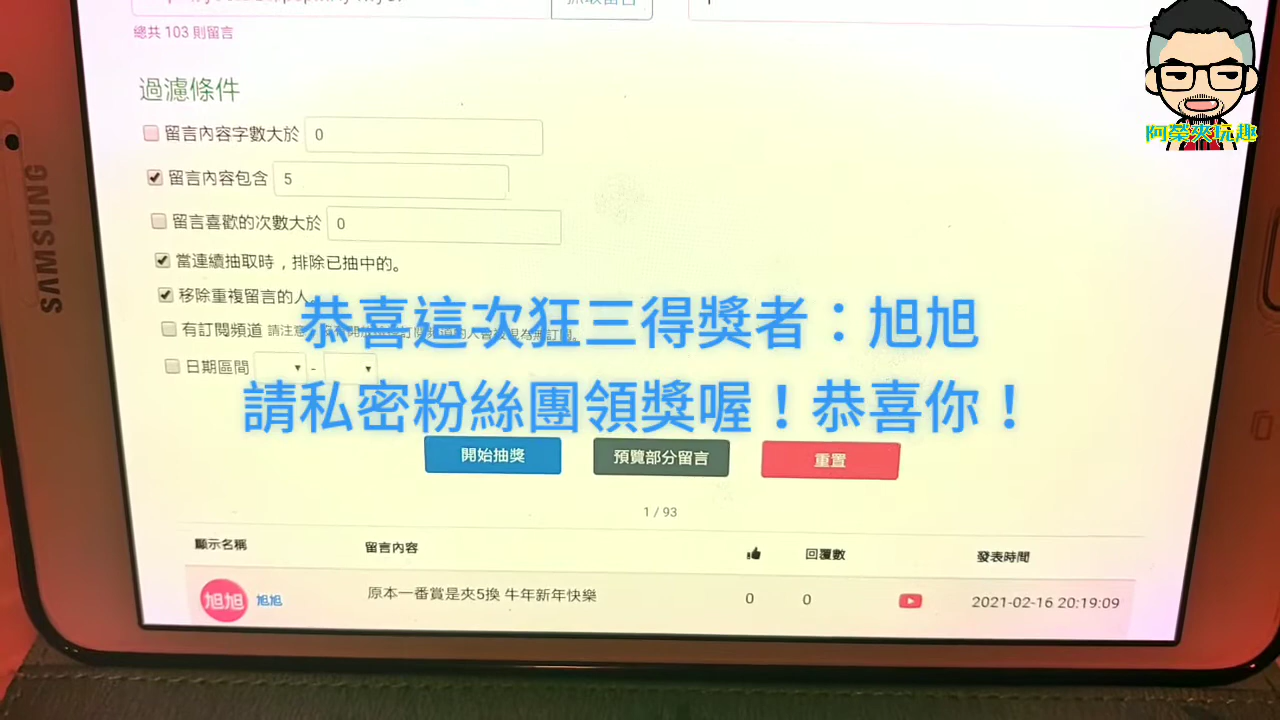 總共 103 則留言
過濾條件
阿榮夾玩趣
留言內容字數大於 0
留言內容包含 5
留言喜歡的次數大於 0
當連續抽取時，排除已抽中的。
移除重複留言的人。
恭喜這次狂三得獎者：旭旭
有訂閱頻道 請注意
日期區間 -
請私密粉絲團領獎喔！恭喜你！
開始抽獎 預覽部分留言 重置
1 / 93
顯示名稱 留言內容 回覆數 發表時間
旭旭 旭旭 原本一番賞是夾5換 牛年新年快樂 0 0 2021-02-16 20:19:09
SAMSUNG